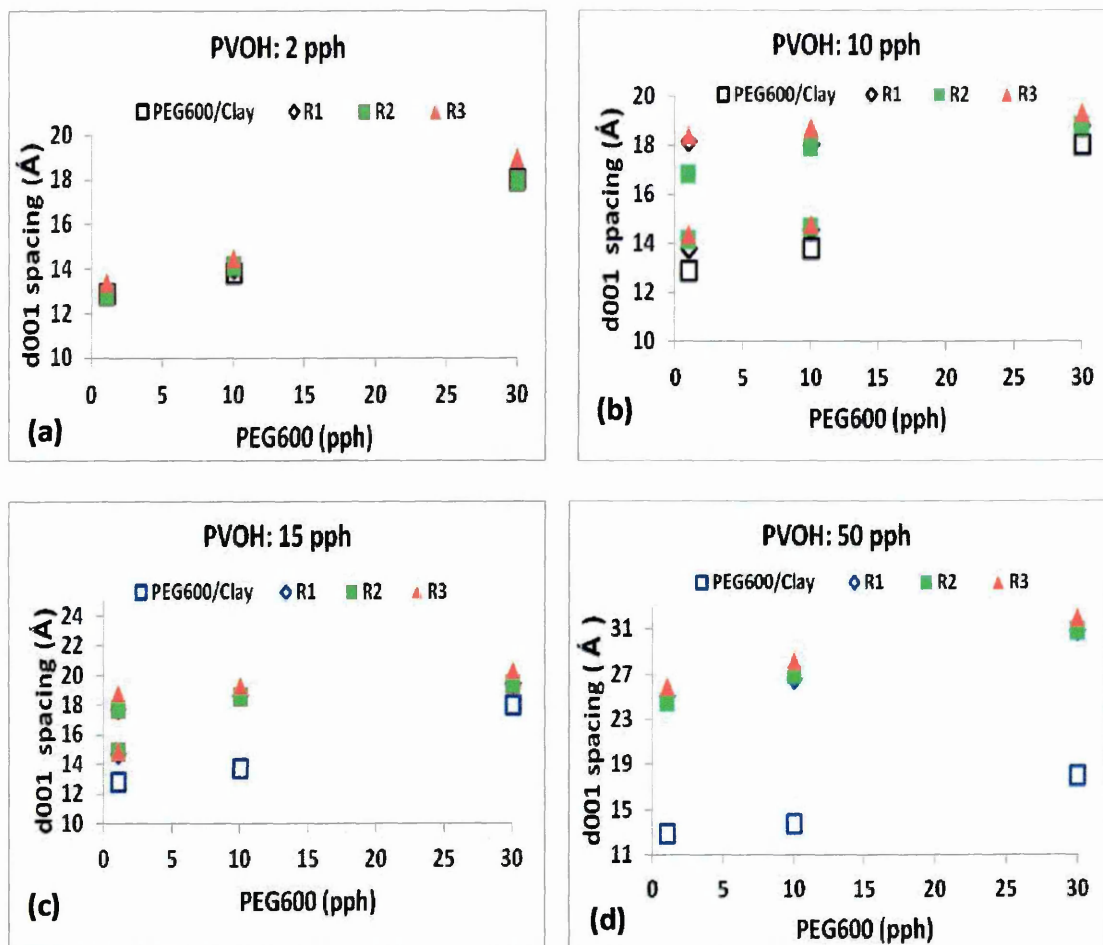 PVOH: 2 pph
PEG600/Clay R1 R2 R3
20
18
16
14
12
10
d001 spacing (Å)
0 5 10 15 20 25 30
PEG600 (pph)
(a)
PVOH: 10 pph
PEG600/Clay R1 R2 R3
20
18
16
14
12
10
d001 spacing (Å)
0 5 10 15 20 25 30
PEG600 (pph)
(b)
PVOH: 15 pph
PEG600/Clay R1 R2 R3
24
22
20
18
16
14
12
10
d001 spacing (Å)
0 5 10 15 20 25 30
PEG600 (pph)
(c)
PVOH: 50 pph
PEG600/Clay R1 R2 R3
31
27
23
19
15
11
d001 spacing ( Å )
0 5 10 15 20 25 30
PEG600 (pph)
(d)